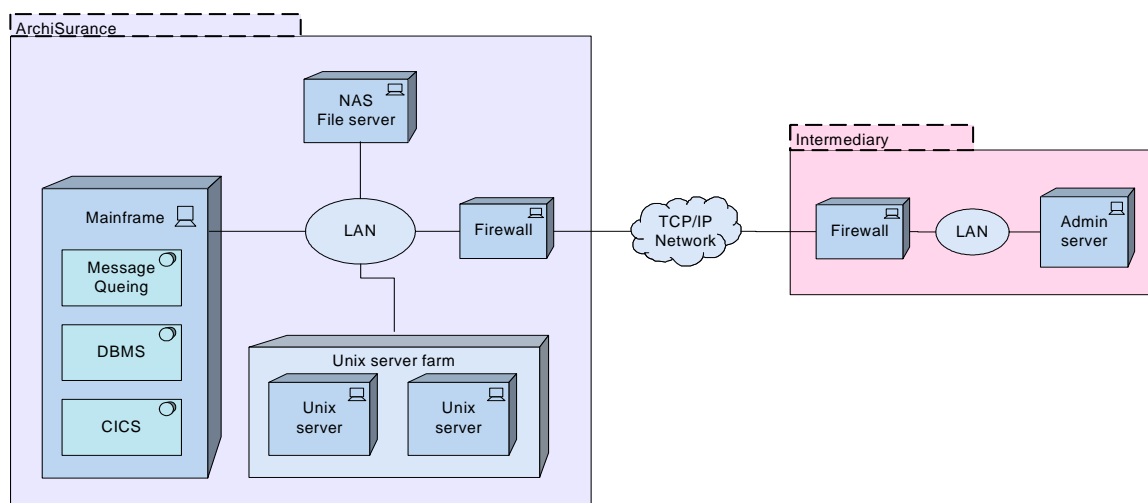 ArchiSurance
NAS
File server
Mainframe
Message
Queing
DBMS
CICS
LAN
Firewall
Unix server farm
Unix
server
Unix
server
TCP/IP
Network
Intermediary
Firewall
LAN
Admin
server